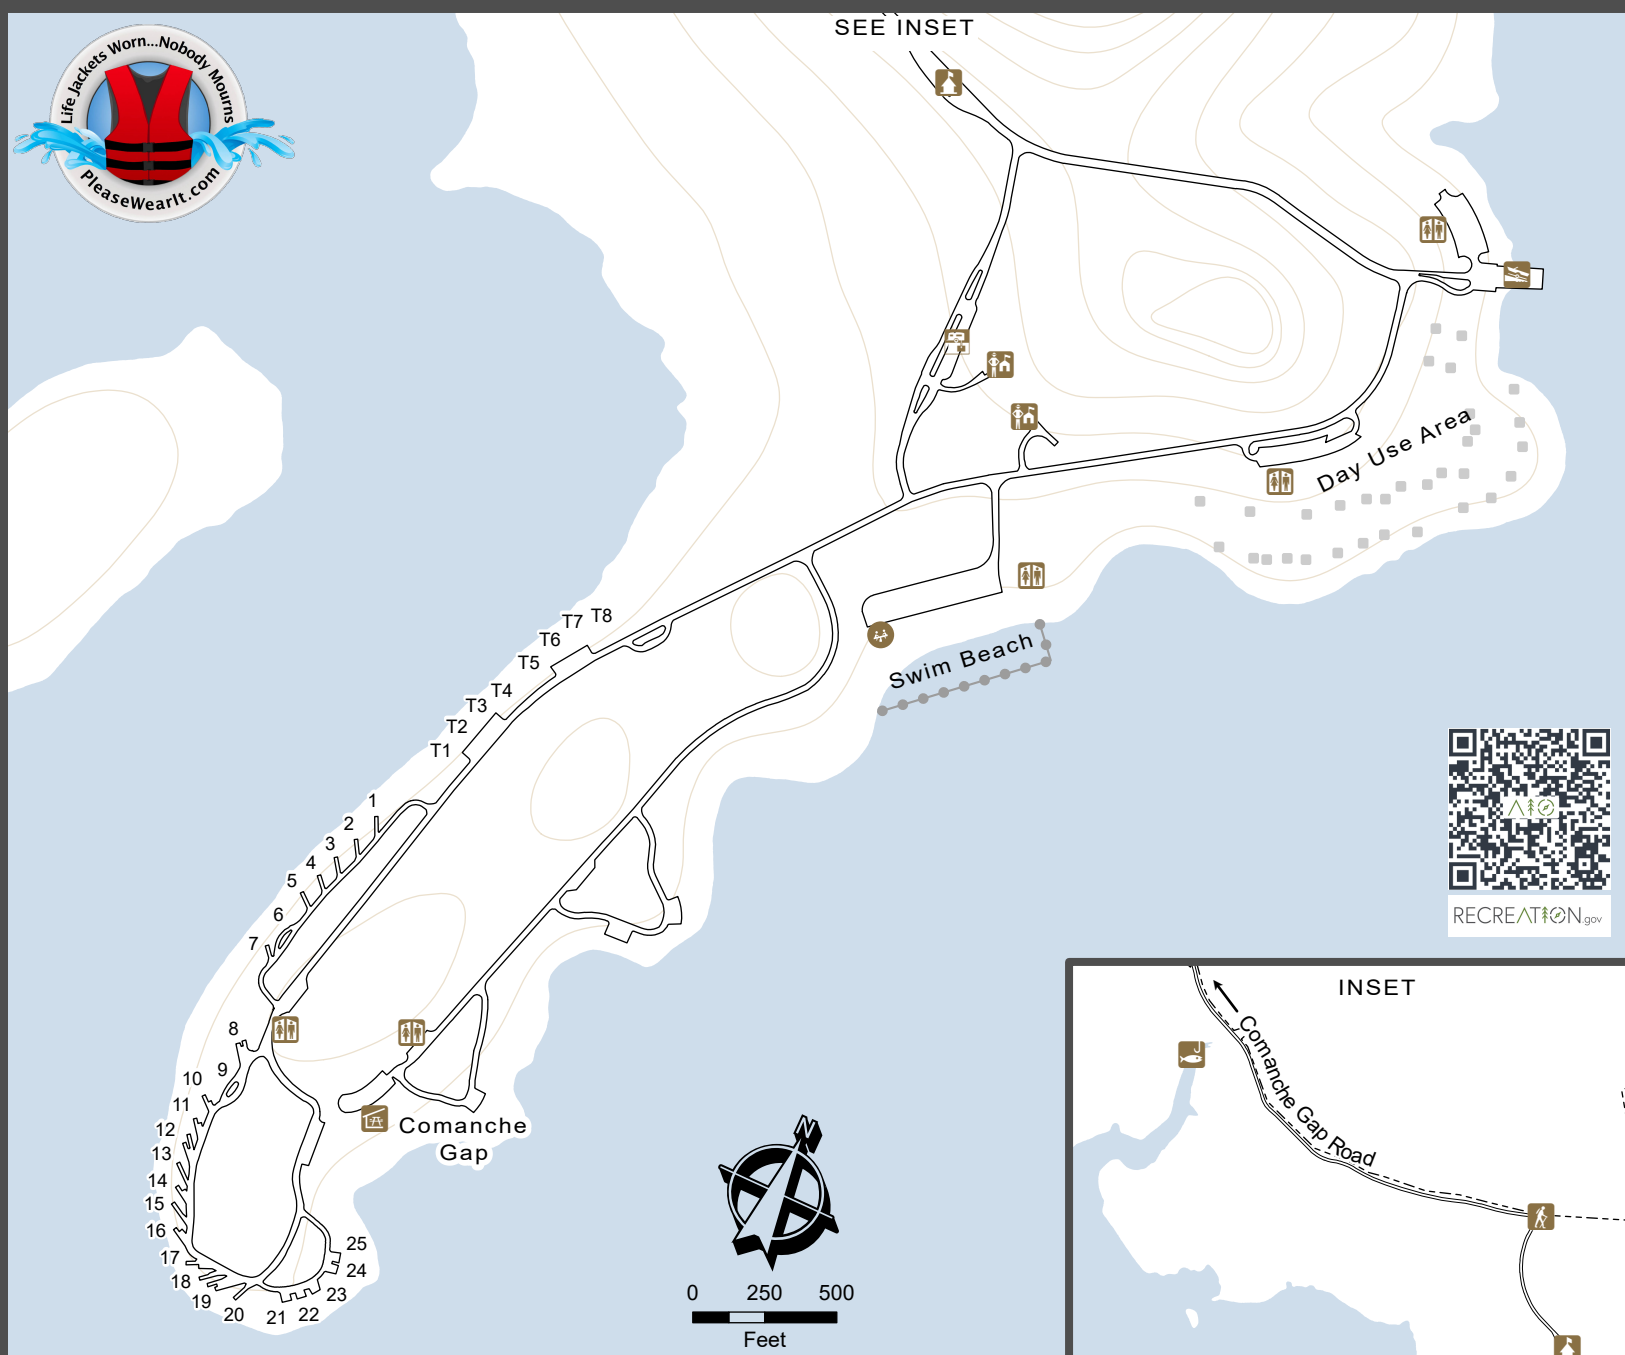 SEE INSET
Life Jackets Worn...Nobody Mourns
PleaseWearIt.com
Day Use Area
Swim Beach
T8
T7
T6
T5
T4
T3
T2
T1
1
2
3
4
5
6
7
8
9
10
11
12
13
14
15
16
17
18
19
20
21
22
23
24
25
Comanche
Gap
N
0 250 500
Feet
RECREATION.gov
INSET
Comanche Gap Road